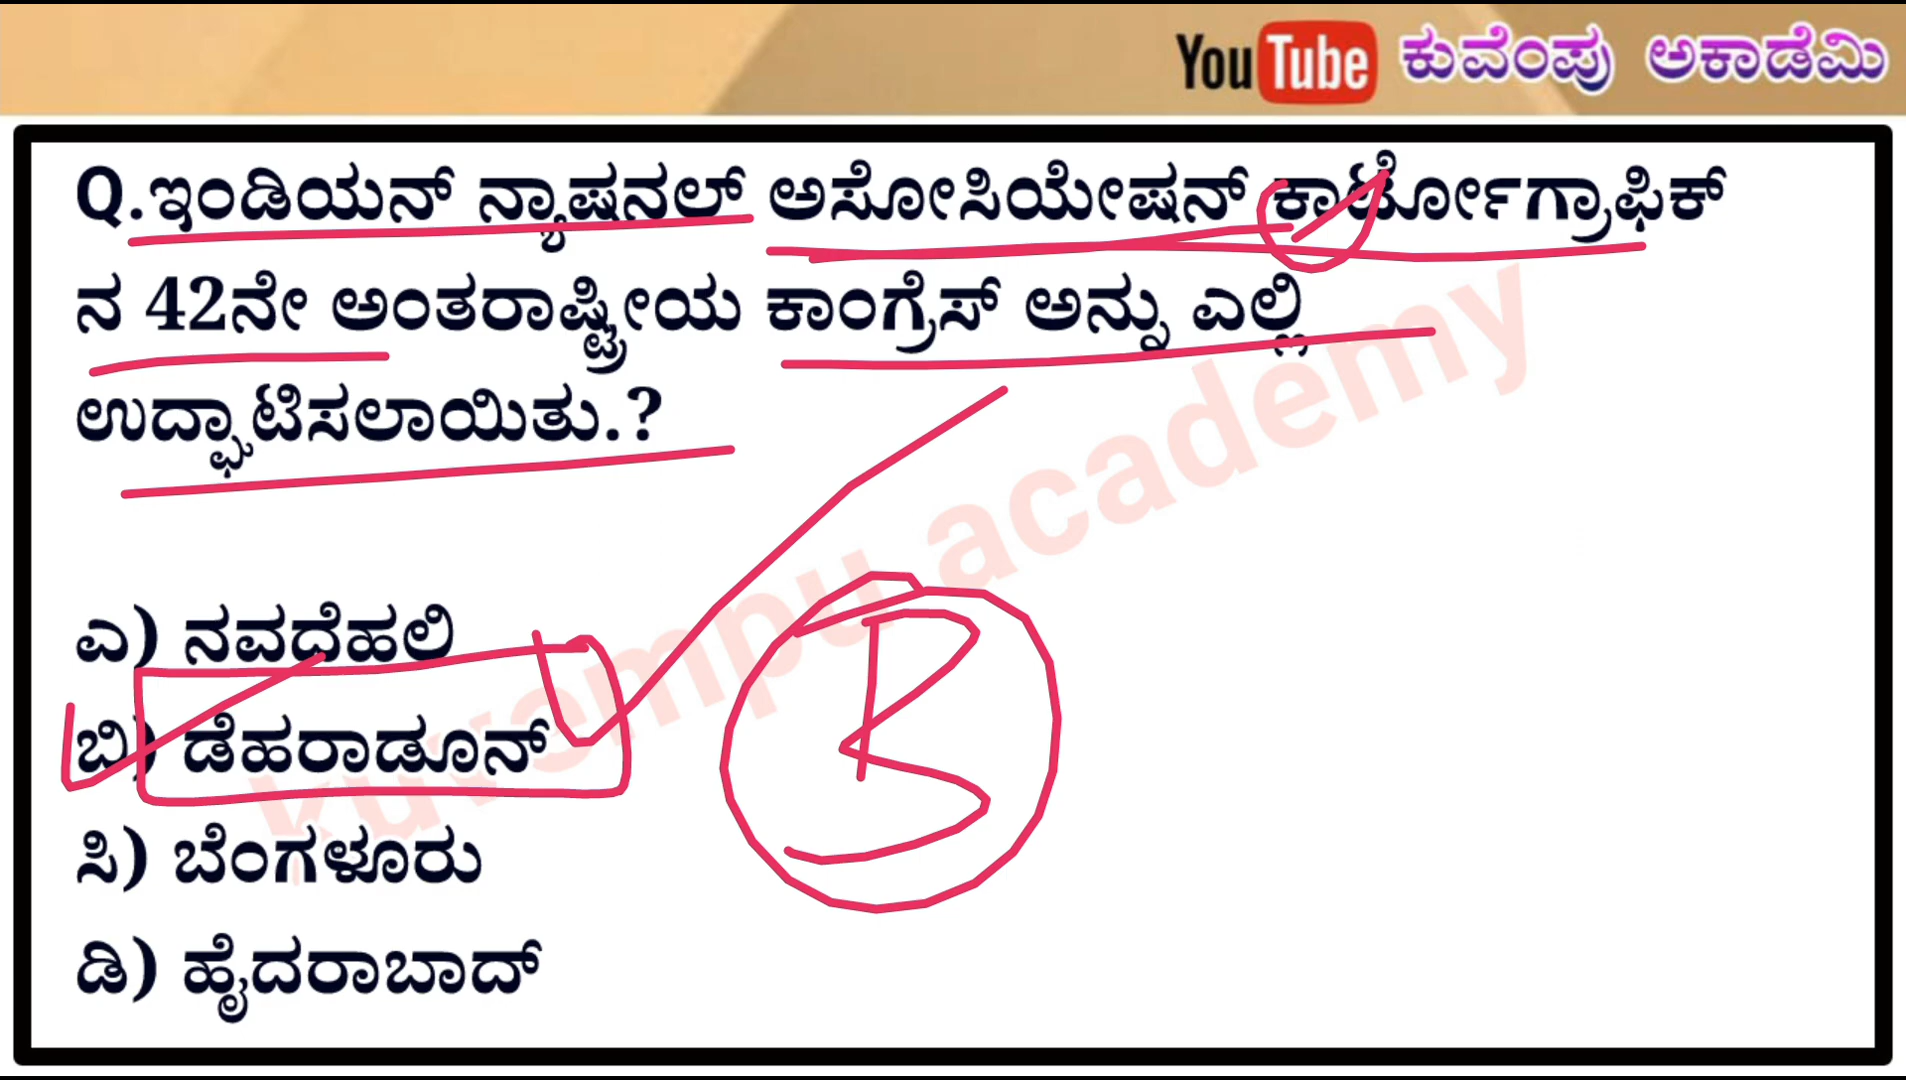 YouTube ಕುವೆಂಪು ಅಕಾಡೆಮಿ
Q.ಇಂಡಿಯನ್ ನ್ಯಾಷನಲ್ ಅಸೋಸಿಯೇಷನ್ ಕಾರ್ಟೋಗ್ರಾಫಿಕ್
ನ 42ನೇ ಅಂತರಾಷ್ಟ್ರೀಯ ಕಾಂಗ್ರೆಸ್ ಅನ್ನು ಎಲ್ಲಿ
ಉದ್ಘಾಟಿಸಲಾಯಿತು.?
ಎ) ನವದೆಹಲಿ
ಬಿ) ಡೆಹರಾಡೂನ್
ಸಿ) ಬೆಂಗಳೂರು
ಡಿ) ಹೈದರಾಬಾದ್
B
kuvempu academy